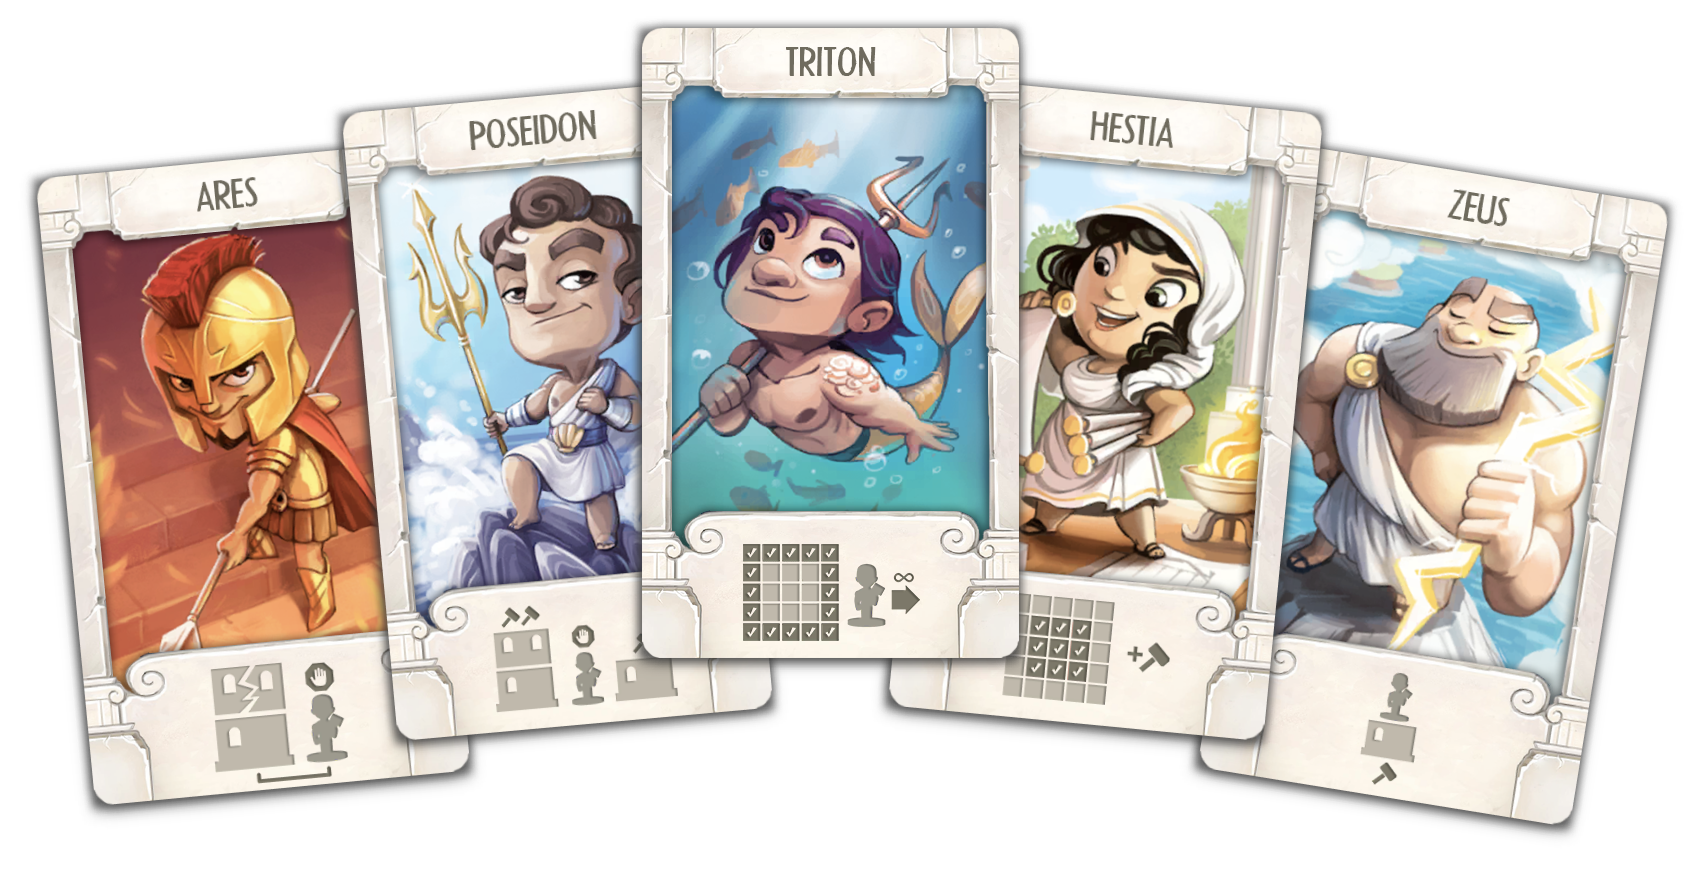 ARES
POSEIDON
TRITON
HESTIA
ZEUS
∞
+